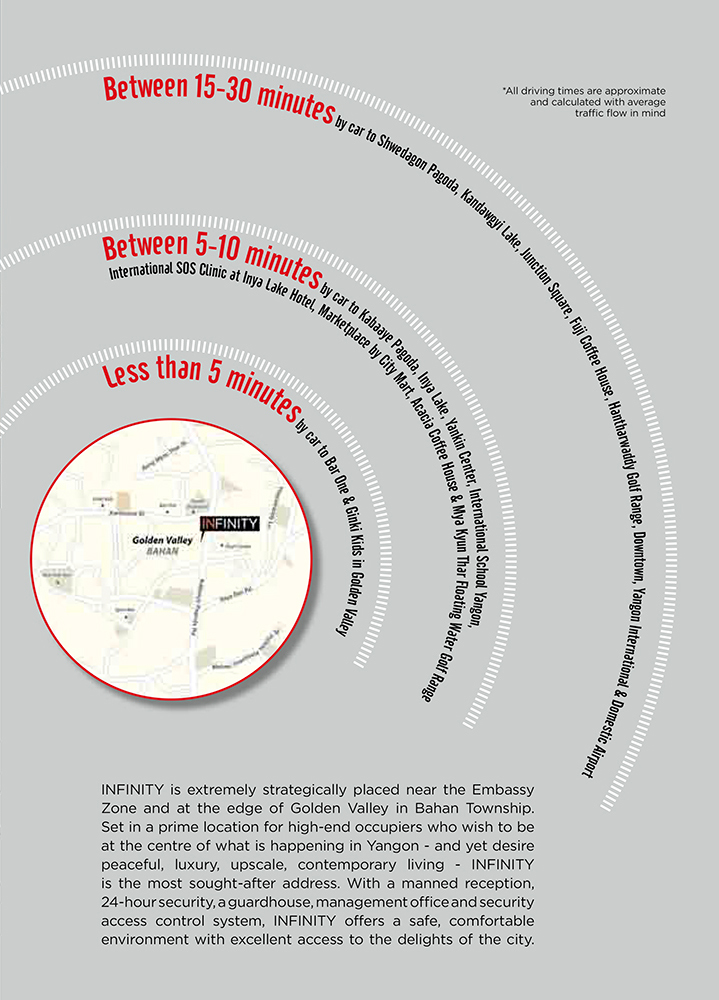 Between 15-30 minutes by car to Shwedagon Pagoda, Kandawgyi Lake, Junction Square, Fuji Coffee House, Hantharwaddy Golf Range, Downtown, Yangon International & Domestic Airport
*All driving times are approximate
and calculated with average
traffic flow in mind
Between 5-10 minutes by car to Kabaaye Pagoda, Inya Lake, Yankin Center, International School Yangon,
International SOS Clinic at Inya Lake Hotel, Marketplace by City Mart, Acacia Coffee House & Mya Kyun Thar Floating Water Golf Range
Less than 5 minutes by car to Bar One & Ginki Kids in Golden Valley
INFINITY
Golden Valley
BAHAN
INFINITY is extremely strategically placed near the Embassy
Zone and at the edge of Golden Valley in Bahan Township.
Set in a prime location for high-end occupiers who wish to be
at the centre of what is happening in Yangon - and yet desire
peaceful, luxury, upscale, contemporary living - INFINITY
is the most sought-after address. With a manned reception,
24-hour security, a guardhouse, management office and security
access control system, INFINITY offers a safe, comfortable
environment with excellent access to the delights of the city.